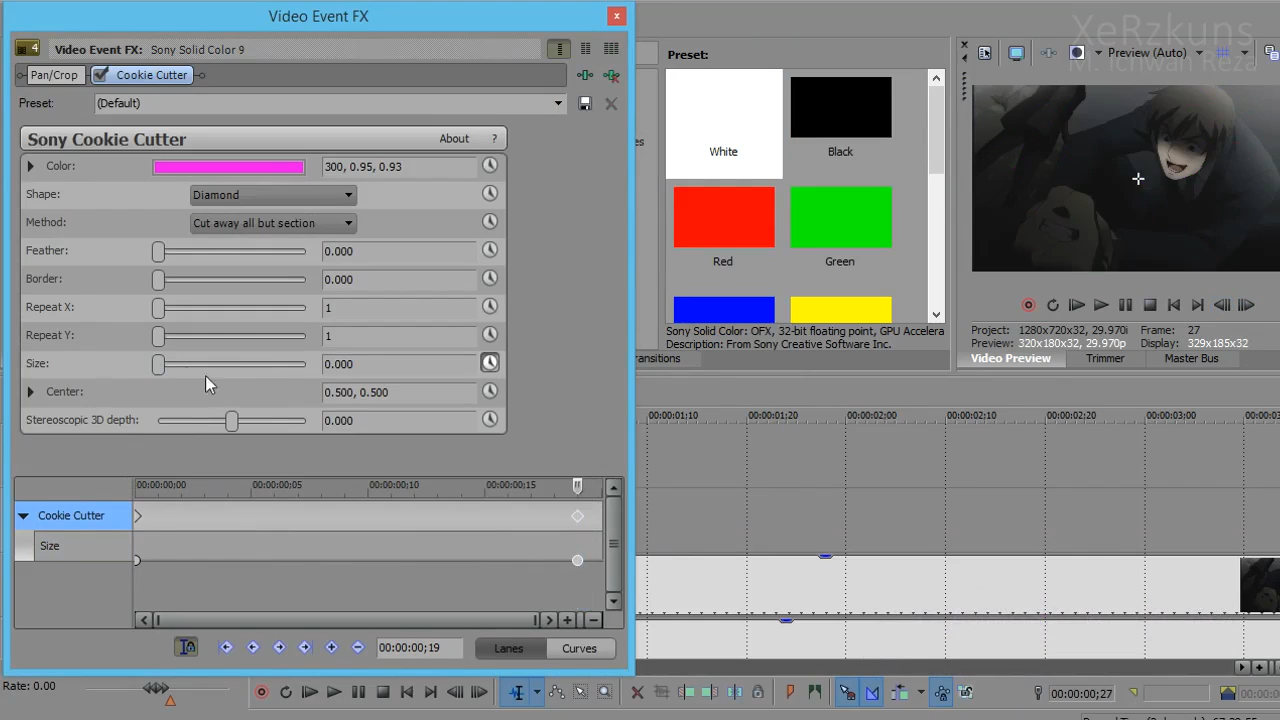 Video Event FX
x
4
Video Event FX: Sony Solid Color 9
Pan/Crop
Cookie Cutter
Preset:
(Default)
Sony Cookie Cutter
About
?
Color:
300, 0.95, 0.93
Shape:
Diamond
Method:
Cut away all but section
Feather:
0.000
Border:
0.000
Repeat X:
1
Repeat Y:
1
Size:
0.000
Center:
0.500, 0.500
Stereoscopic 3D depth:
0.000
00:00:00;00
00:00:00;05
00:00:00;10
00:00:00;15
Cookie Cutter
Size
00:00:00;19
Lanes
Curves
Rate: 0.00
Preset:
White
Black
Red
Green
Sony Solid Color: OFX, 32-bit floating point, GPU Accelera
Description: From Sony Creative Software Inc.
XeRzkuns
M. Ichwan Reza
Preview (Auto)
Project: 1280x720x32, 29.970i
Frame: 27
Preview: 320x180x32, 29.970p
Display: 329x185x32
Video Preview
Trimmer
Master Bus
00:00:01;10
00:00:01;20
00:00:02;00
00:00:02;10
00:00:02;20
00:00:03;00
00:00:00;27